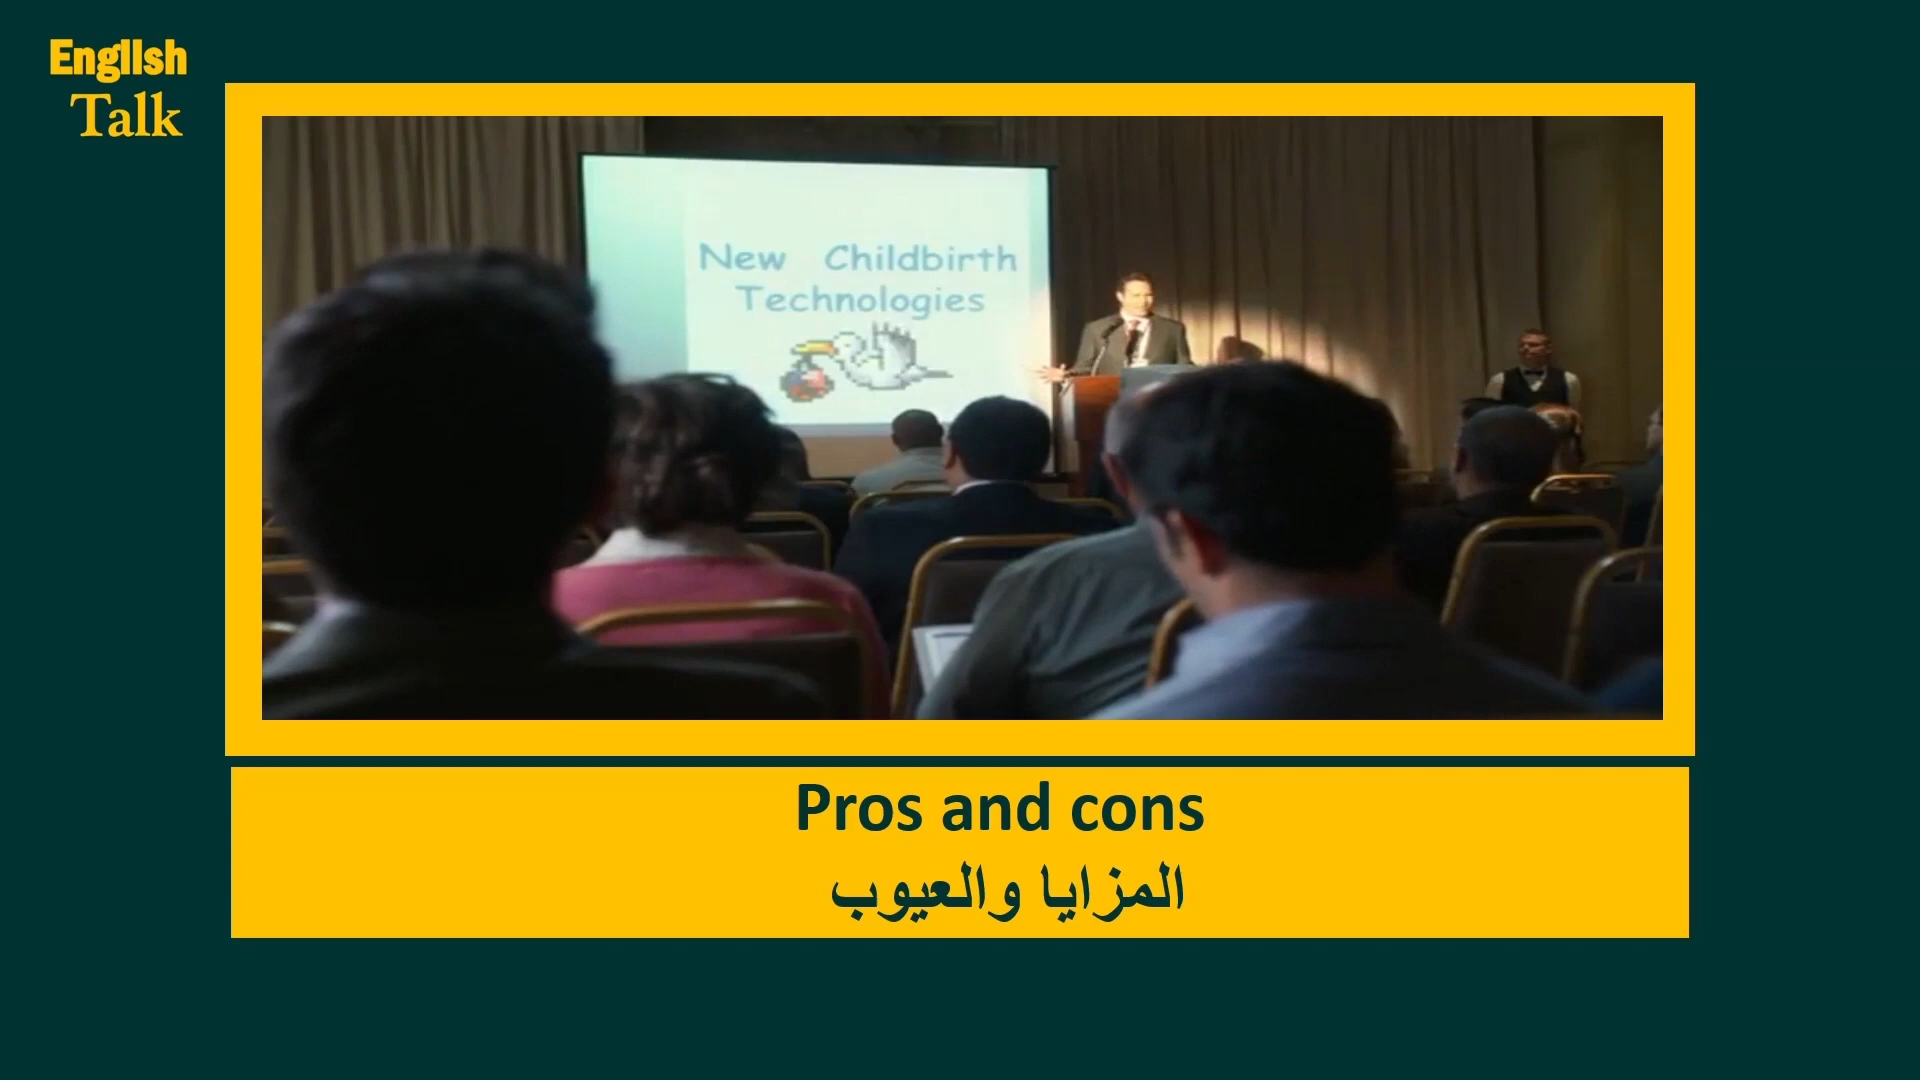 English
Talk
New Childbirth
Technologies
Pros and cons
المزايا والعيوب